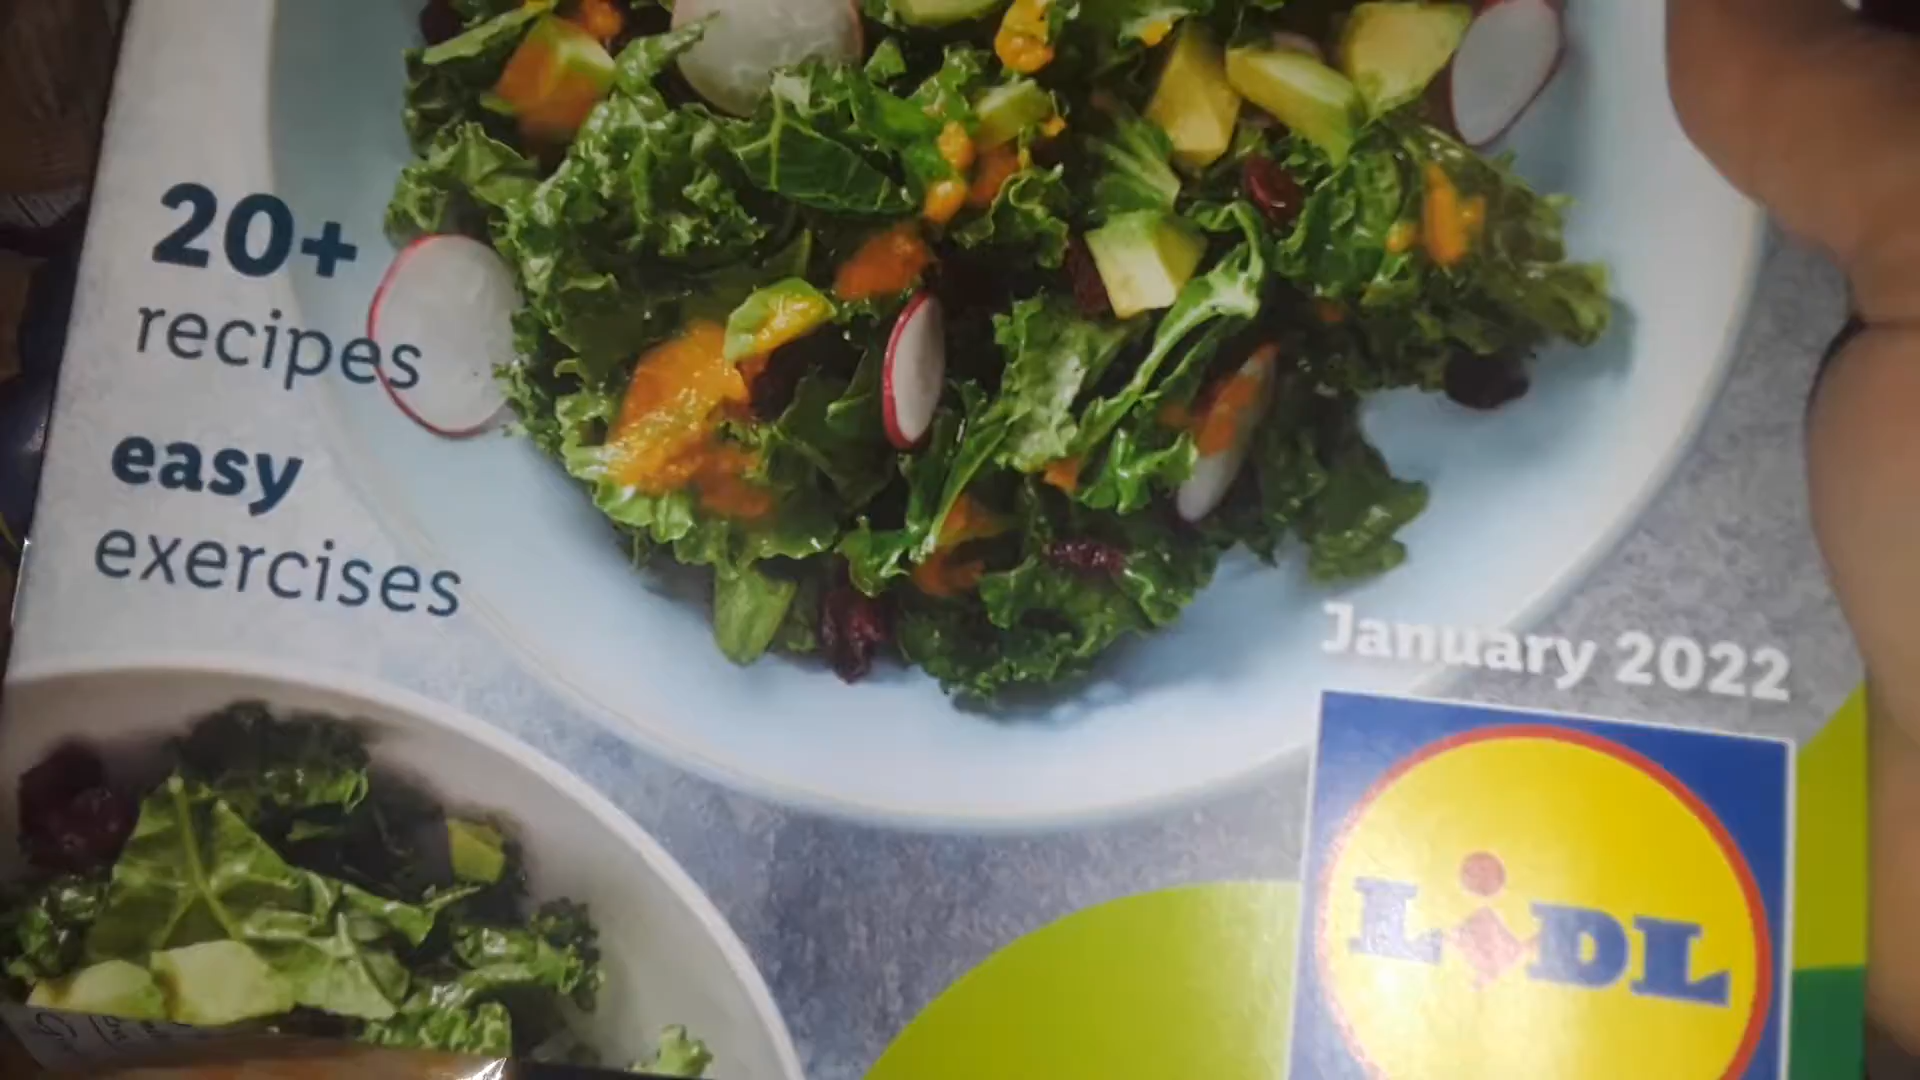 20+
recipes
easy
exercises
January 2022
LiDL